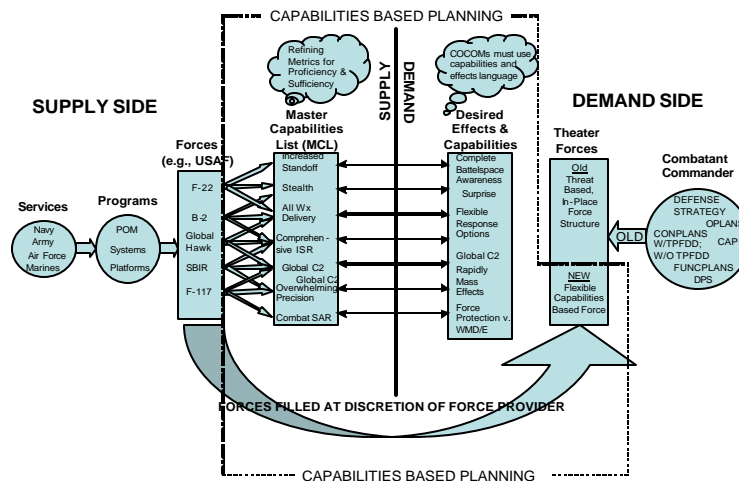 CAPABILITIES BASED PLANNING
Refining
Metrics for
Proficiency &
Sufficiency
COCOMs must use
capabilities and
effects language
SUPPLY
DEMAND
SUPPLY SIDE
DEMAND SIDE
Services
Navy
Army
Air Force
Marines
Programs
POM
Systems
Platforms
Forces
(e.g., USAF)
F-22
B-2
Global
Hawk
SBIR
F-117
Master
Capabilities
List (MCL)
Increased
Standoff
Stealth
All Wx
Delivery
Comprehen -
sive ISR
Global C2
Global C2
Overwhelming
Precision
Combat SAR
Desired
Effects &
Capabilities
Complete
Battelspace
Awareness
Surprise
Flexible
Response
Options
Global C2
Rapidly
Mass
Effects
Force
Protection v.
WMD/E
Theater
Forces
Old
Threat
Based,
In-Place
Force
Structure
NEW
Flexible
Capabilities
Based Force
OLD
Combatant
Commander
DEFENSE
STRATEGY
OPLANS
CONPLANS
W/TPFDD;
CAP
W/O TPFDD
FUNCPLANS
DPS
FORCES FILLED AT DISCRETION OF FORCE PROVIDER
CAPABILITIES BASED PLANNING